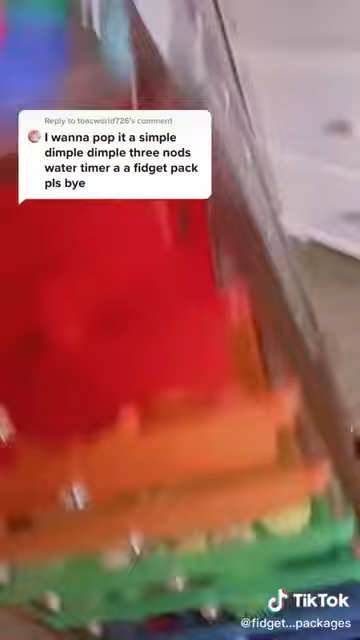 Reply to toacworld726's comment
I wanna pop it a simple
dimple dimple three nods
water timer a a fidget pack
pls bye
TikTok
@fidget...packages